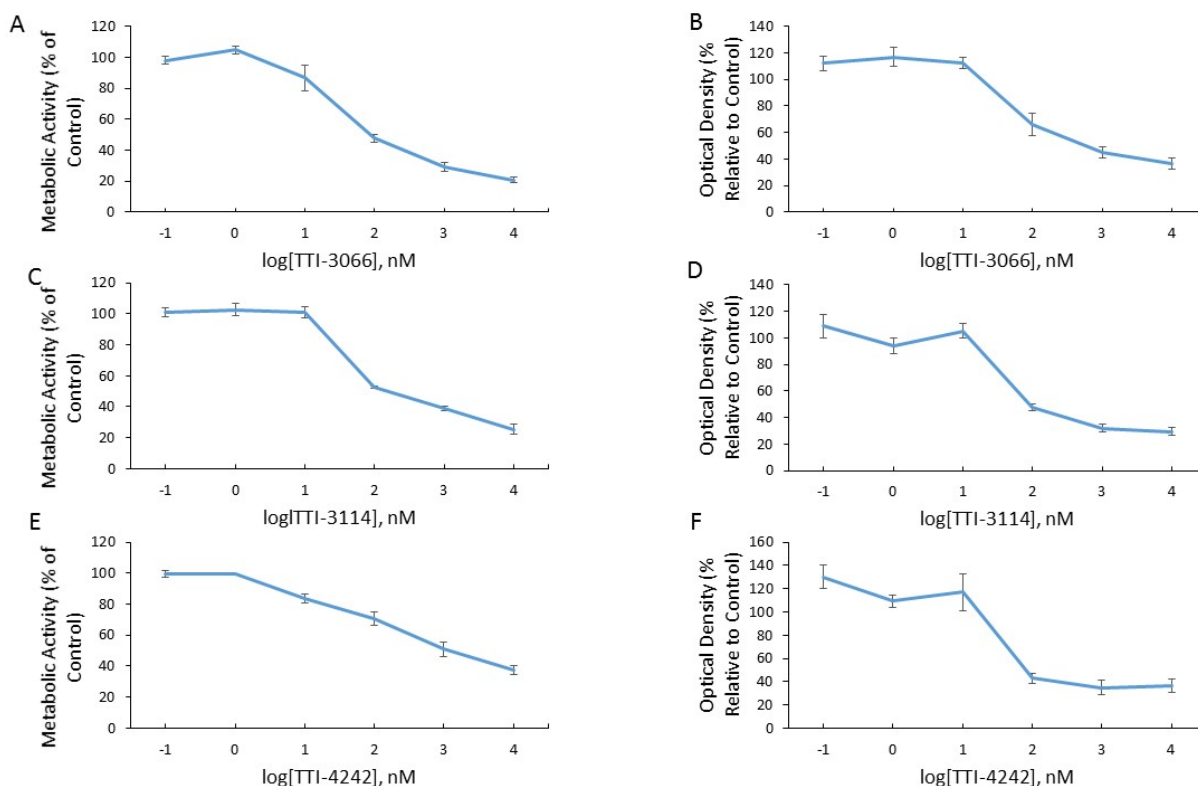 A
Metabolic Activity (% of
Control)
120
100
80
60
40
20
0
-1 0 1 2 3 4
log[TTI-3066], nM
B
Optical Density (%
Relative to Control)
140
120
100
80
60
40
20
0
-1 0 1 2 3 4
log[TTI-3066], nM
C
Metabolic Activity (% of
Control)
120
100
80
60
40
20
0
-1 0 1 2 3 4
loglTTI-3114], nM
D
Optical Density (%
Relative to Control)
140
120
100
80
60
40
20
0
-1 0 1 2 3 4
log[TTI-3114], nM
E
Metabolic Activity (% of
Control)
120
100
80
60
40
20
0
-1 0 1 2 3 4
log[TTI-4242], nM
F
Optical Density (%
Relative to Control)
160
140
120
100
80
60
40
20
0
-1 0 1 2 3 4
log[TTI-4242], nM